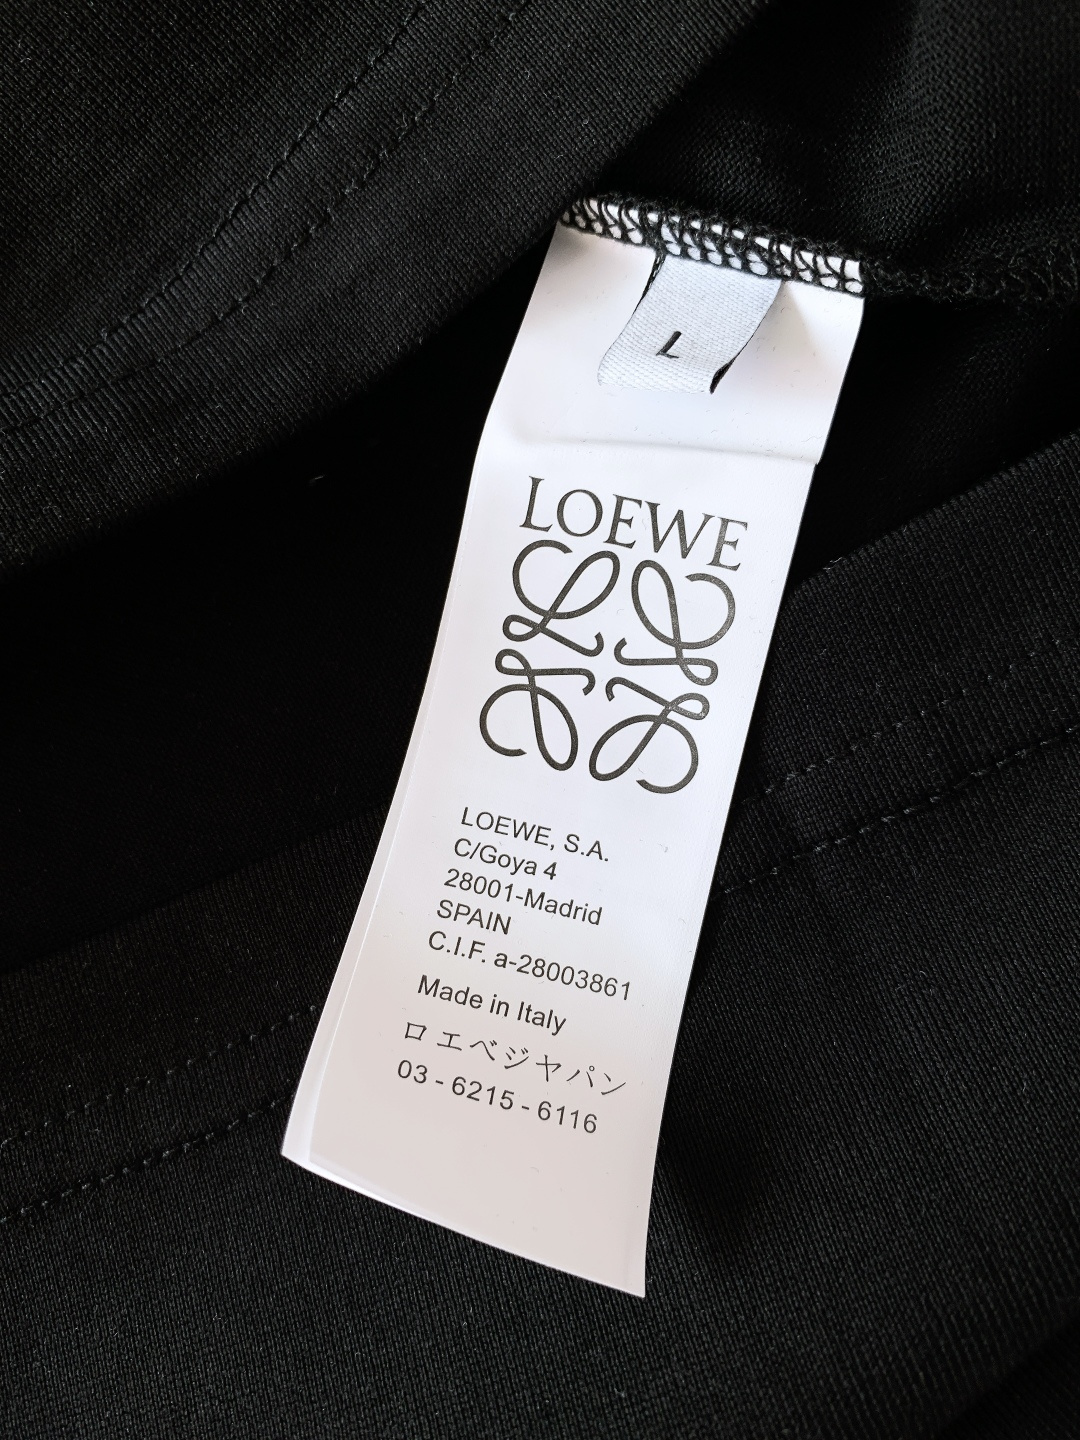 L
LOEWE
LOEWE, S.A.
C/Goya 4
28001-Madrid
SPAIN
C.I.F. a-28003861
Made in Italy
ロエベジヤパン
03 - 6215 - 6116